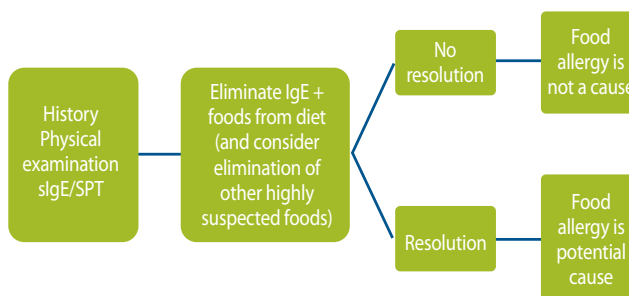 History
Physical
examination
sIgE/SPT
Eliminate IgE +
foods from diet
(and consider
elimination of
other highly
suspected foods)
No
resolution
Food
allergy is
not a cause
Resolution
Food
allergy is
potential
cause